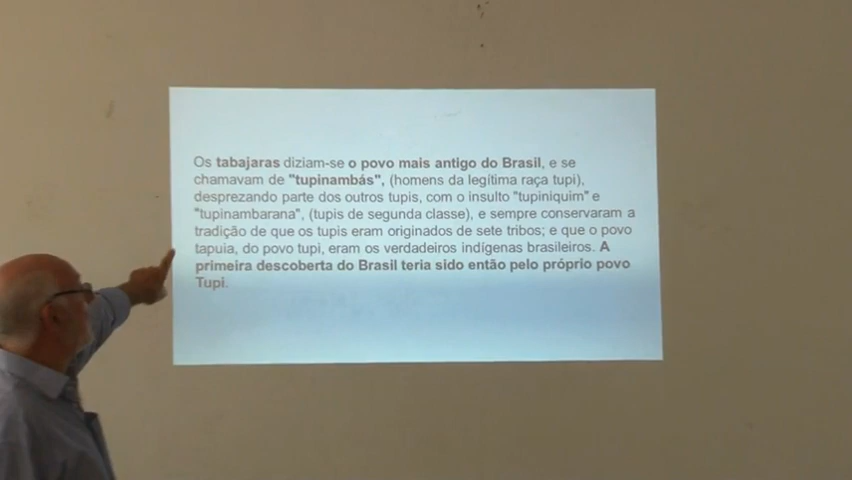 Os tabajaras diziam-se o povo mais antigo do Brasil, e se
chamavam de "tupinambás", (homens da legítima raça tupi),
desprezando parte dos outros tupis, com o insulto "tupiniquim" e
"tupinambarana", (tupis de segunda classe), e sempre conservaram a
tradição de que os tupis eram originados de sete tribos; e que o povo
tapuia, do povo tupi, eram os verdadeiros indígenas brasileiros. A
primeira descoberta do Brasil teria sido então pelo próprio povo
Tupi.